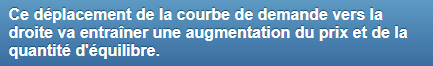 Ce déplacement de la courbe de demande vers la
droite va entraîner une augmentation du prix et de la
quantité d'équilibre.